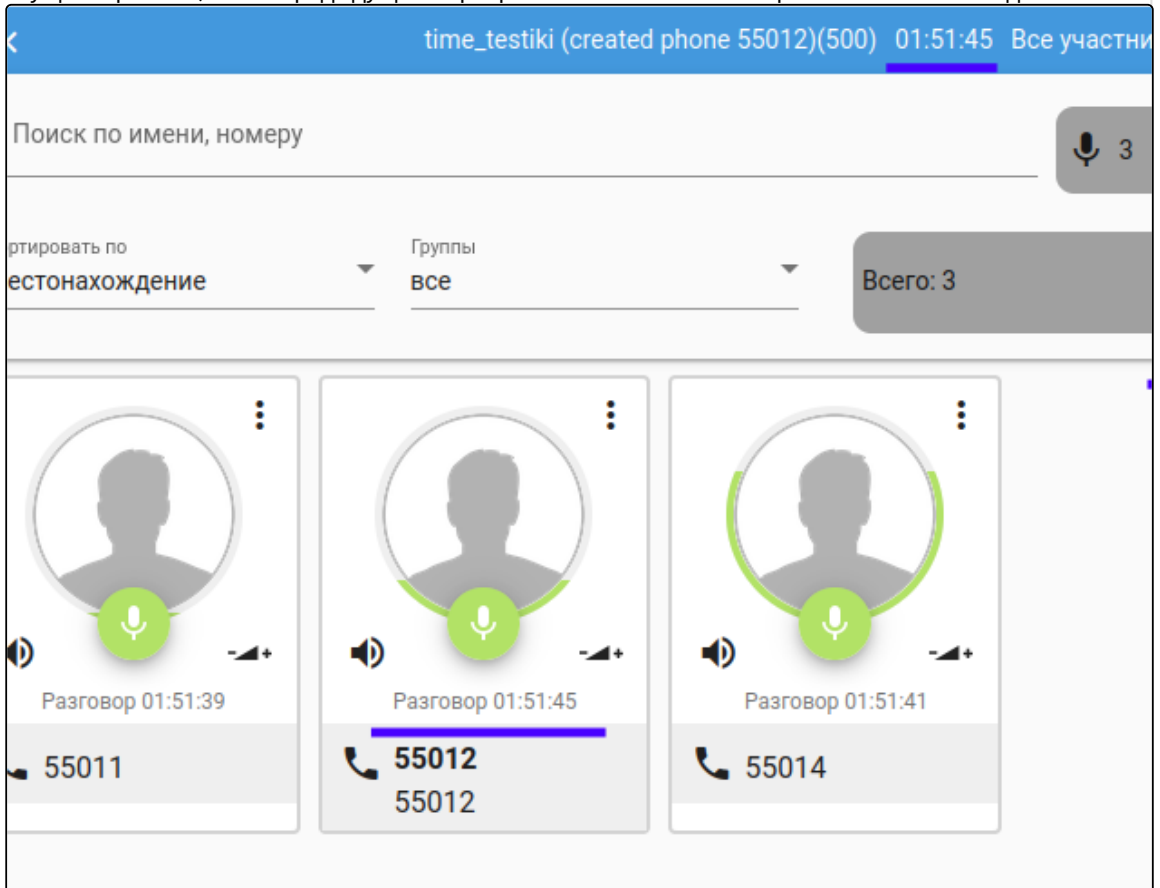 time_testiki (created phone 55012)(500) 01:51:45 Все участни
Поиск по имени, номеру
3
ртировать по
естонахождение
Группы
все
Всего: 3
Разговор 01:51:39
55011
Разговор 01:51:45
55012
55012
Разговор 01:51:41
55014